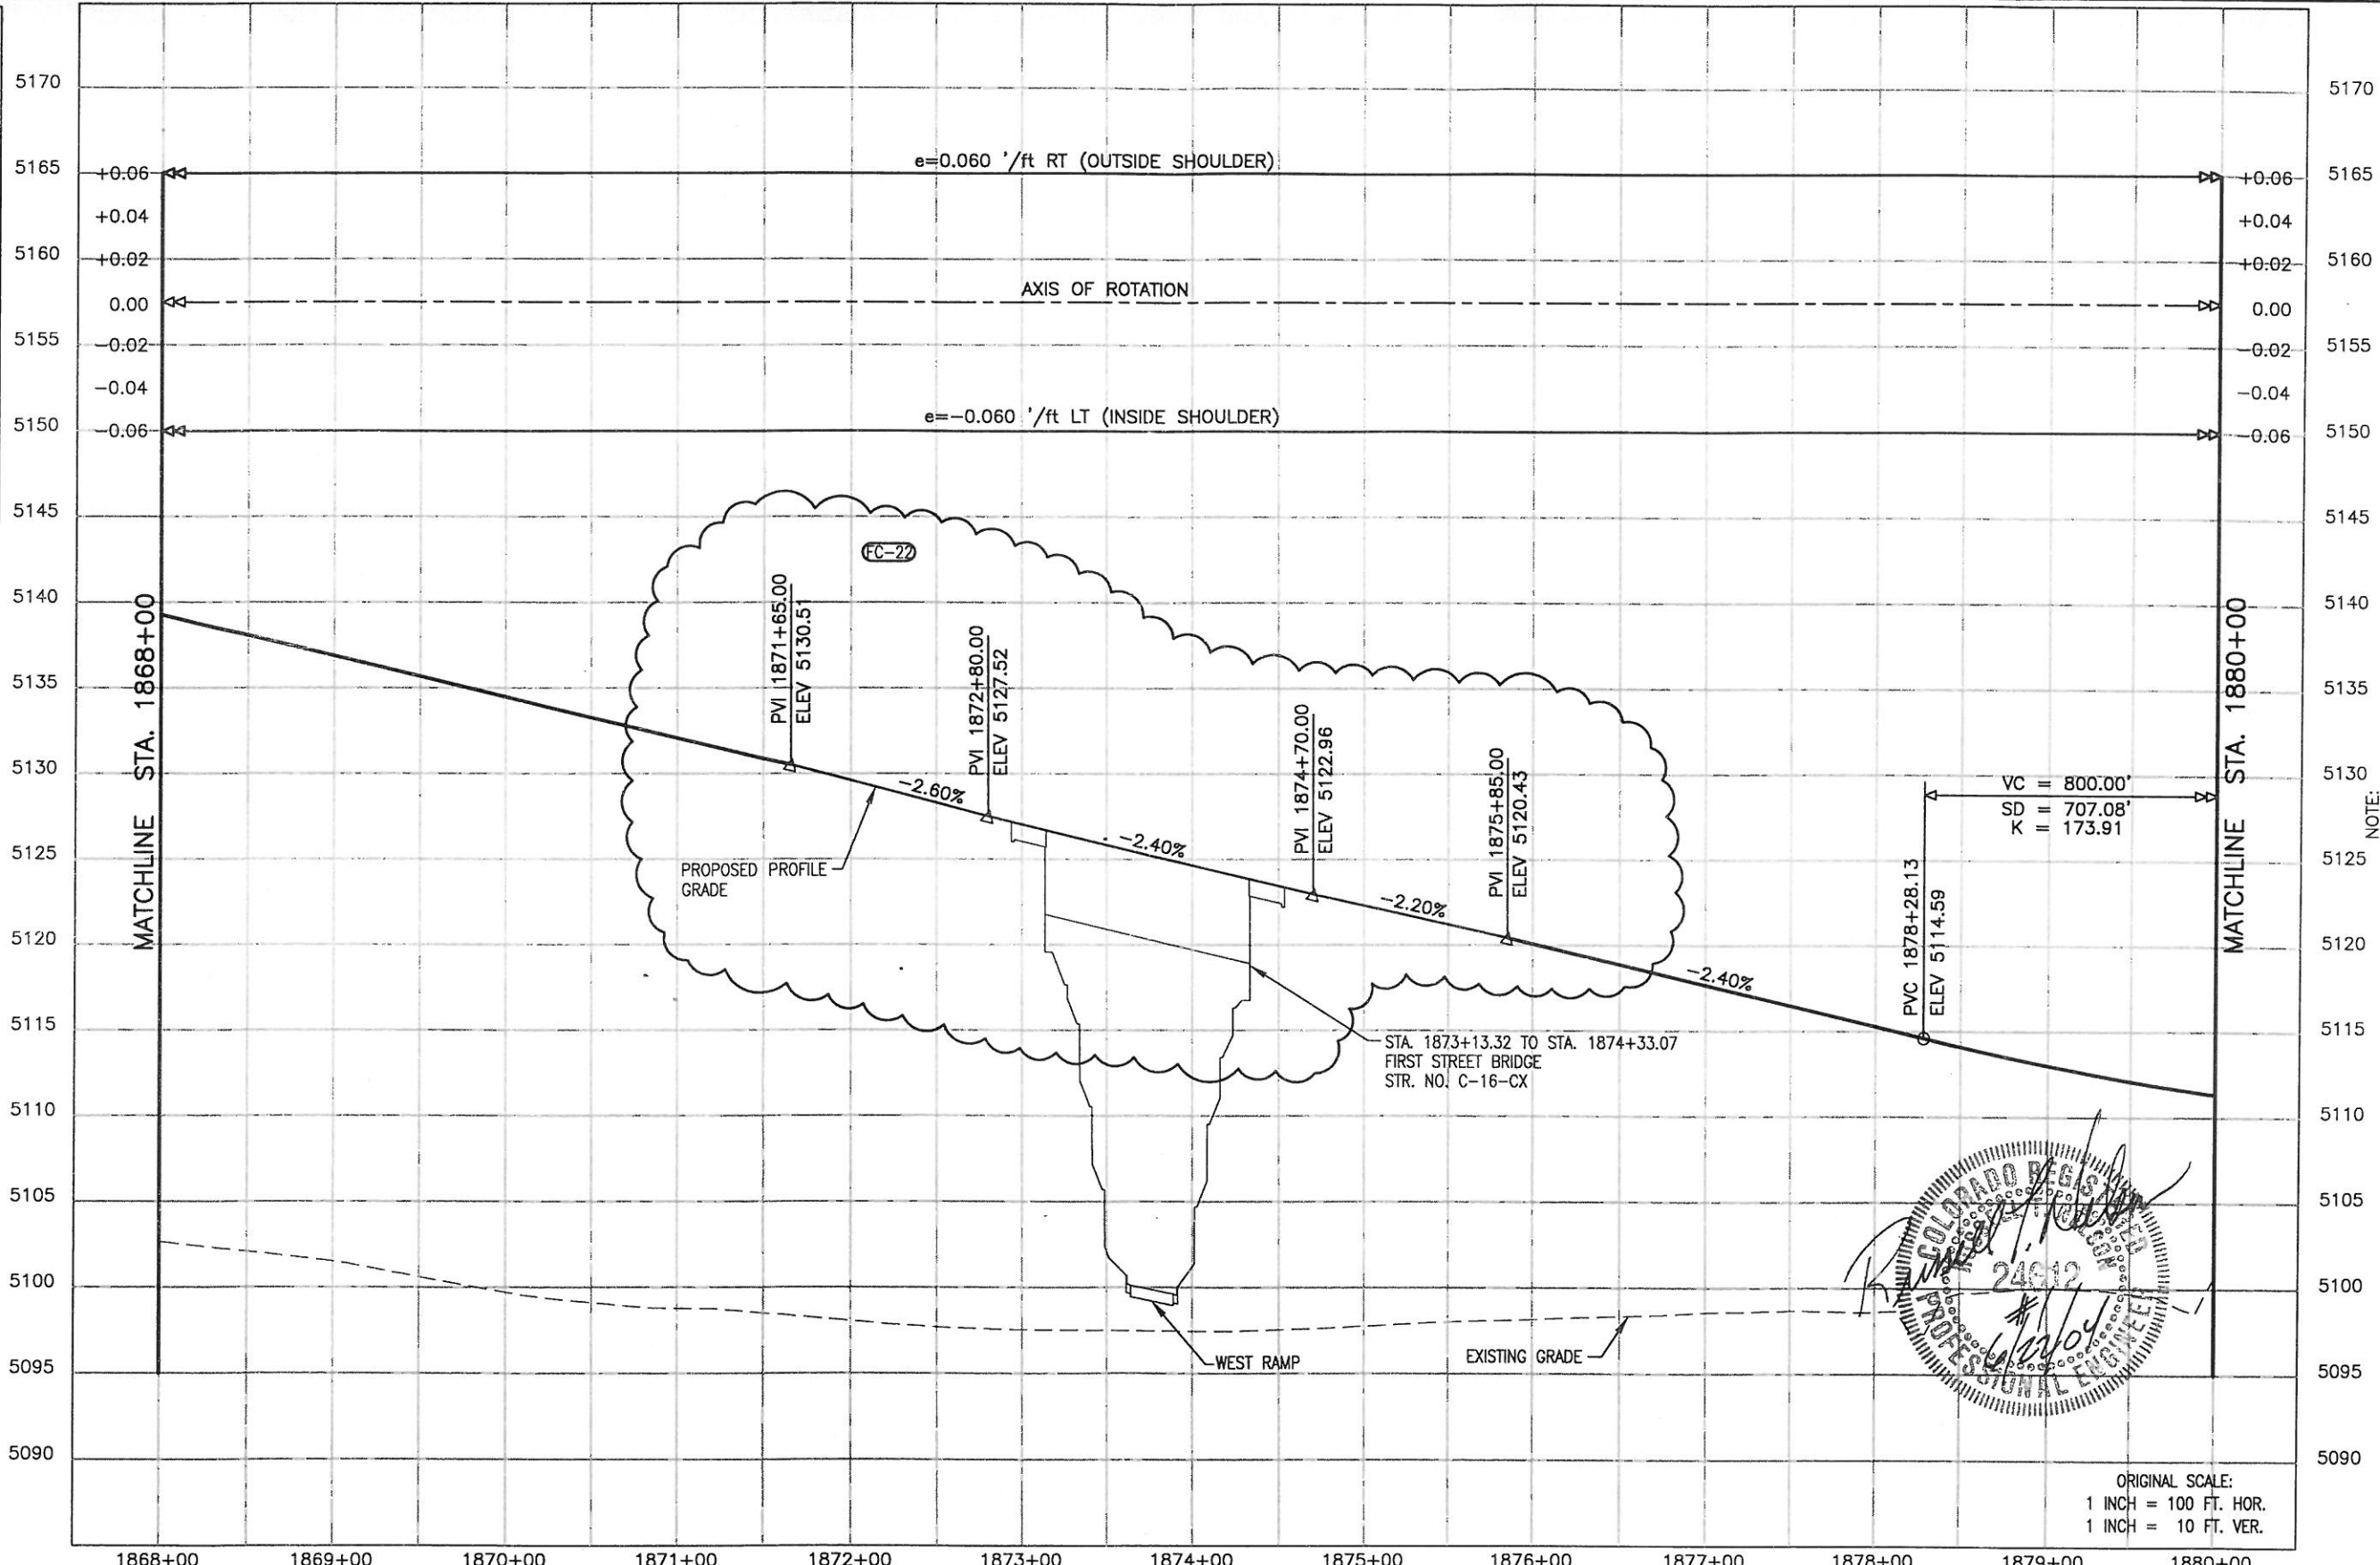 5170
5165
5160
5155
5150
5145
5140
5135
5130
5125
5120
5115
5110
5105
5100
5095
5090
+0.06
+0.04
+0.02
0.00
-0.02
-0.04
-0.06
e=0.060 '/ft RT (OUTSIDE SHOULDER)
AXIS OF ROTATION
e=-0.060 '/ft LT (INSIDE SHOULDER)
+0.06
+0.04
+0.02
0.00
-0.02
-0.04
-0.06
5170
5165
5160
5155
5150
5145
5140
5135
5130
5125
5120
5115
5110
5105
5100
5095
5090
MATCHLINE STA. 1868+00
FC-22
PVI 1871+65.00
ELEV 5130.51
-2.60%
PROPOSED PROFILE
GRADE
PVI 1872+80.00
ELEV 5127.52
-2.40%
PVI 1874+70.00
ELEV 5122.96
-2.20%
PVI 1875+85.00
ELEV 5120.43
-2.40%
STA. 1873+13.32 TO STA. 1874+33.07
FIRST STREET BRIDGE
STR. NO. C-16-CX
PVC 1878+28.13
ELEV 5114.59
VC = 800.00'
SD = 707.08'
K = 173.91
MATCHLINE STA. 1880+00
NOTE:
WEST RAMP
EXISTING GRADE
COLORADO REGISTERED
PROFESSIONAL ENGINEER
6/22/04
ORIGINAL SCALE:
1 INCH = 100 FT. HOR.
1 INCH = 10 FT. VER.
1868+00
1869+00
1870+00
1871+00
1872+00
1873+00
1874+00
1875+00
1876+00
1877+00
1878+00
1879+00
1880+00